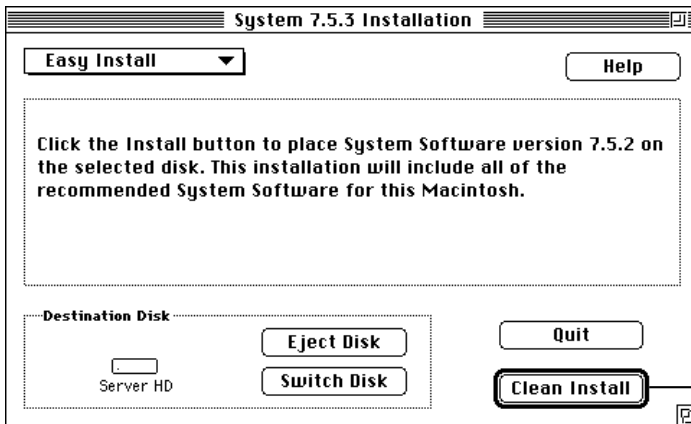 System 7.5.3 Installation
Easy Install
Help
Click the Install button to place System Software version 7.5.2 on
the selected disk. This installation will include all of the
recommended System Software for this Macintosh.
Destination Disk
Eject Disk
Quit
Server HD
Switch Disk
Clean Install